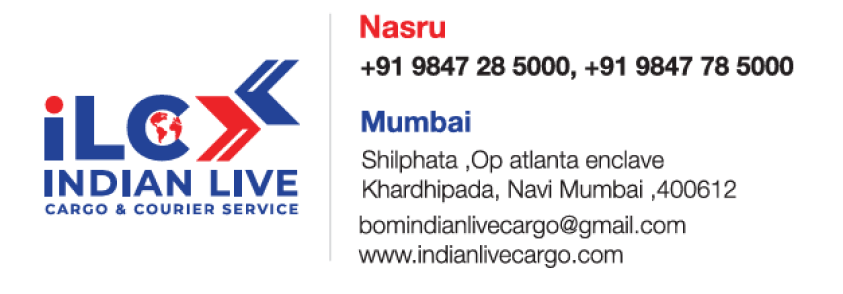 iLC
INDIAN LIVE
CARGO & COURIER SERVICE
Nasru
+91 9847 28 5000, +91 9847 78 5000
Mumbai
Shilphata ,Op atlanta enclave
Khardhipada, Navi Mumbai ,400612
bomindianlivecargo@gmail.com
www.indianlivecargo.com